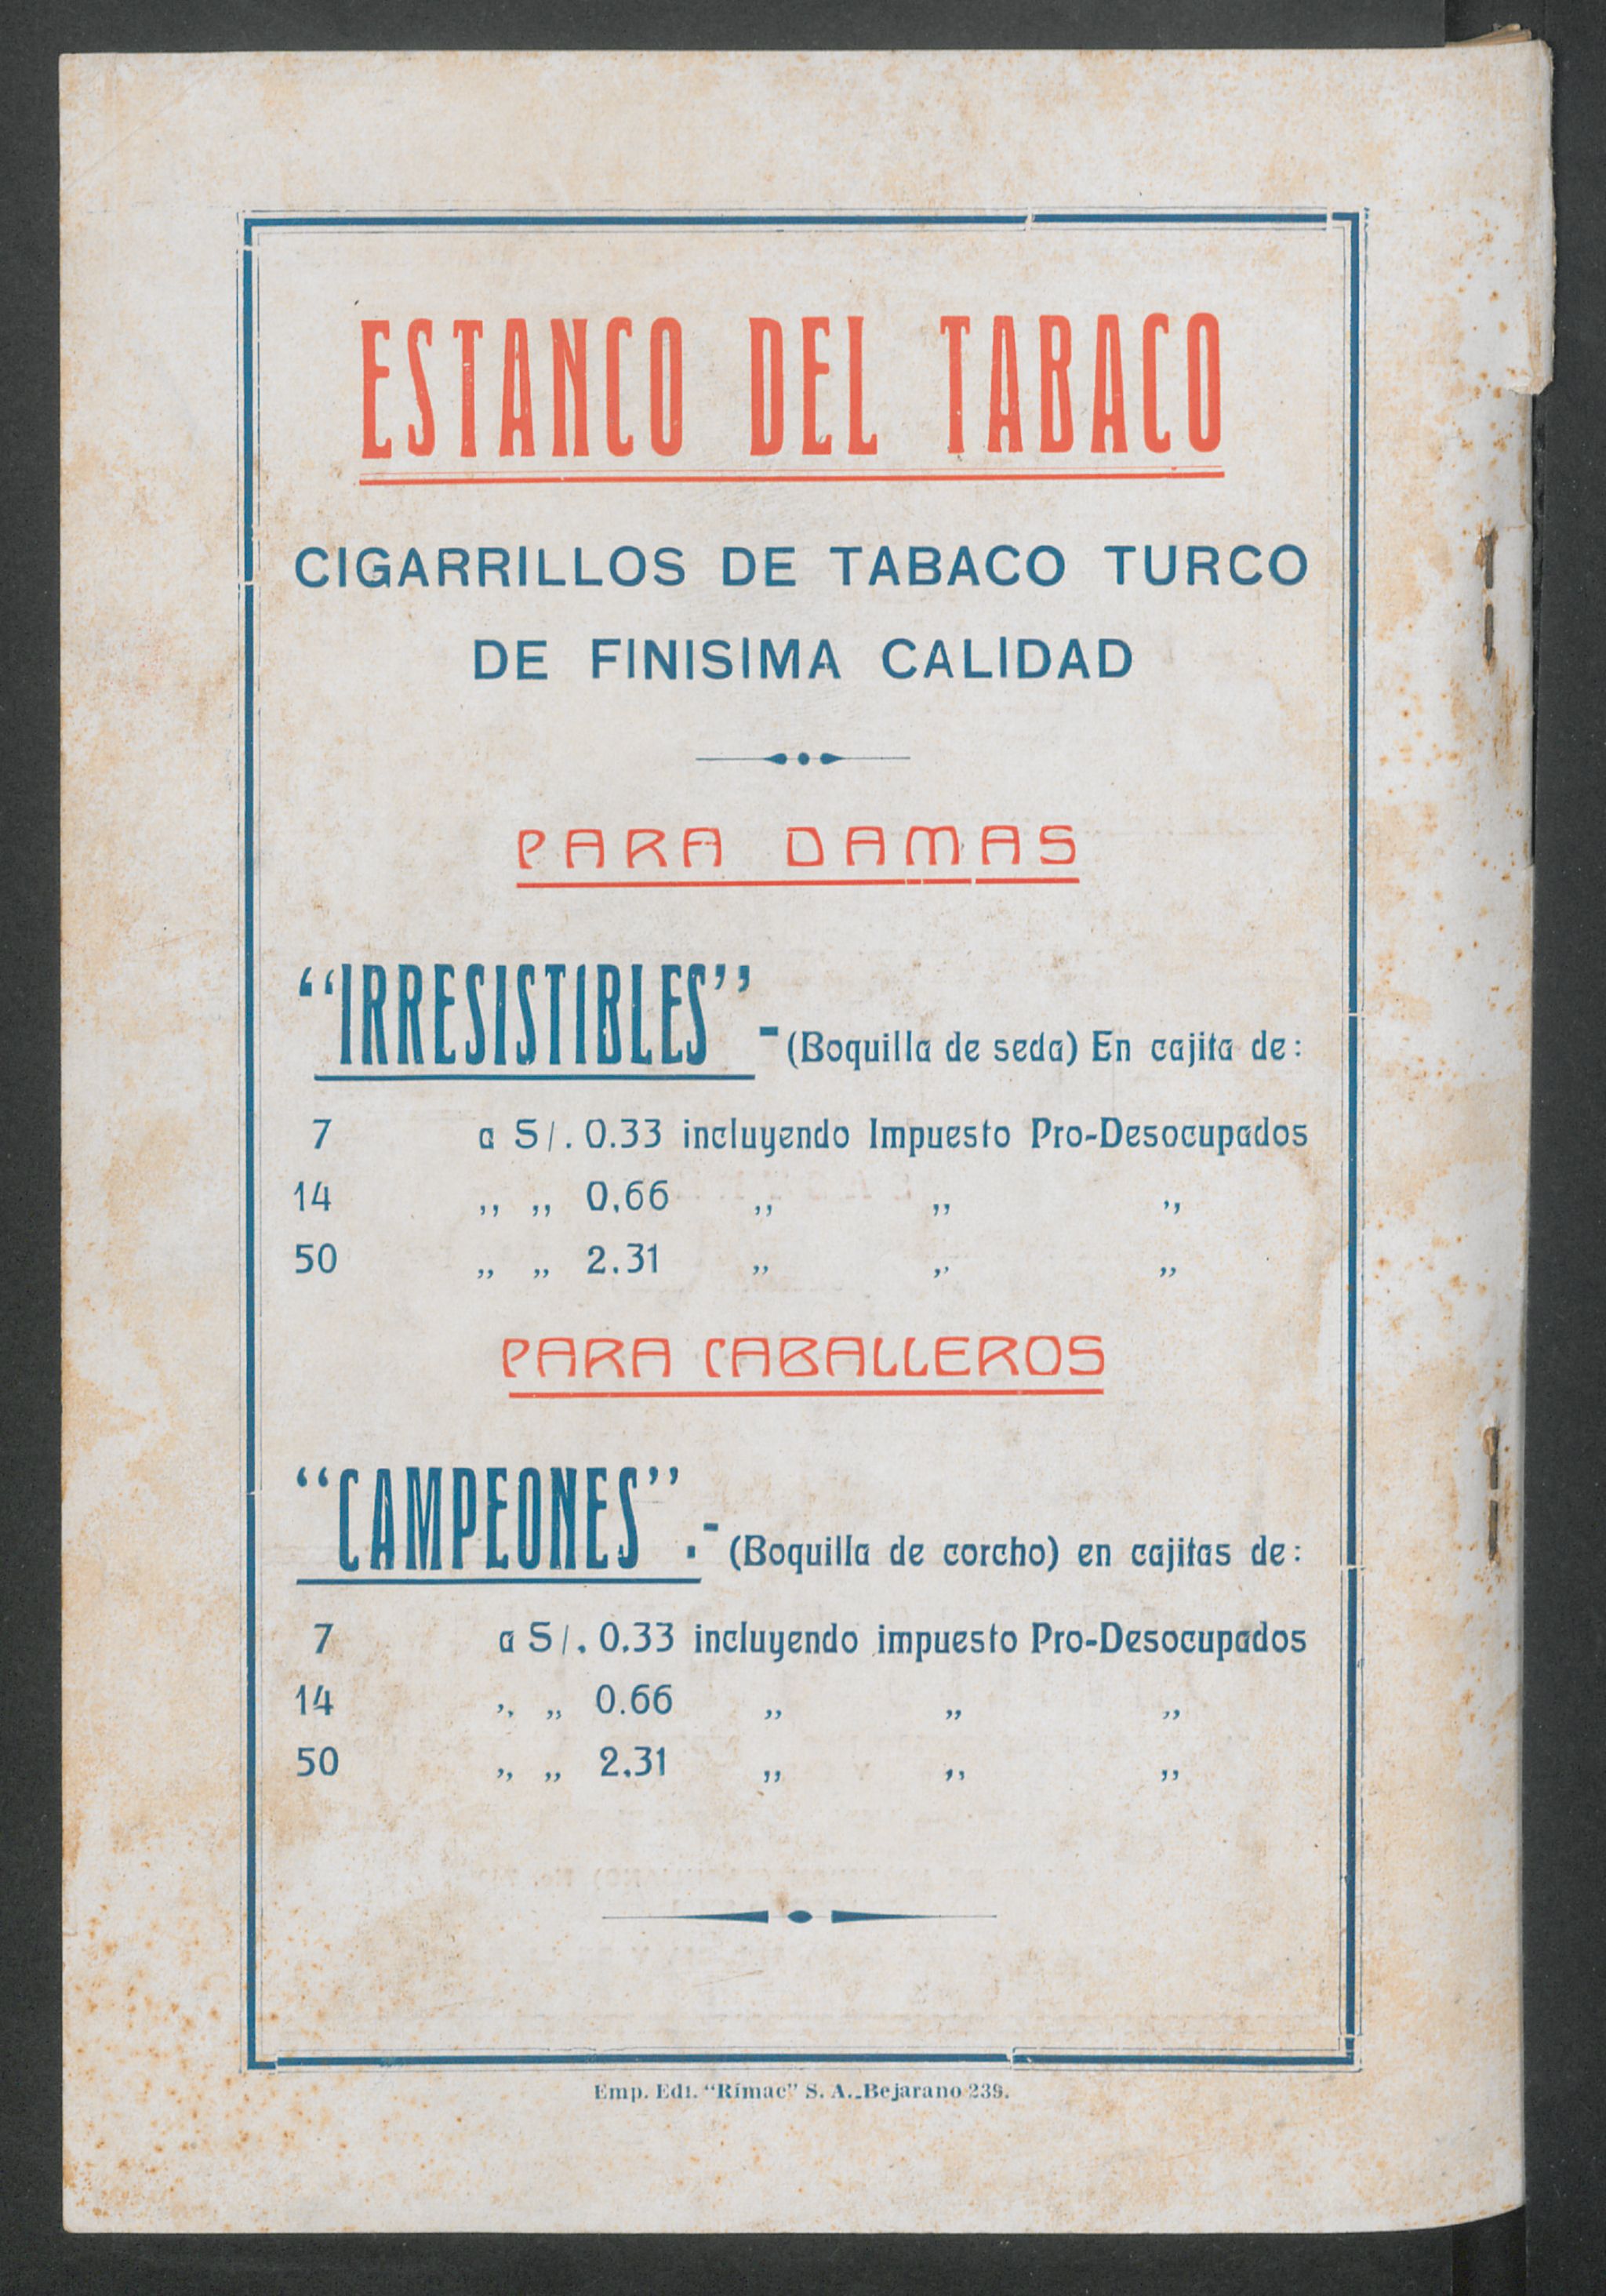 ESTANCO DEL TABACO
CIGARRILLOS DE TABACO TURCO
DE FINISIMA CALIDAD
PARA DAMAS
“IRRESISTIBLES” - (Boquilla de seda) En cajita de:
7 a S/. 0.33 incluyendo Impuesto Pro-Desocupados
14 ,, ,, 0.66 ,, ,, ,,
50 ,, ,, 2.31 ,, ,, ,,
PARA CABALLEROS
“CAMPEONES”.- (Boquilla de corcho) en cajitas de:
7 a S/. 0.33 incluyendo impuesto Pro-Desocupados
14 ,, ,, 0.66 ,, ,, ,,
50 ,, ,, 2.31 ,, ,, ,,
Emp. Edi. “Rímac” S. A.-Bejarano 239.